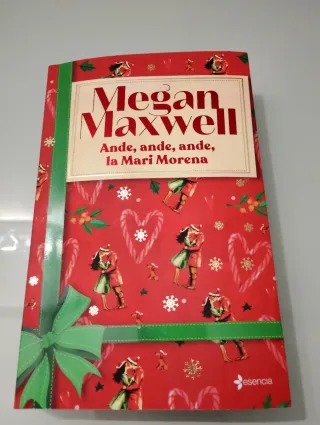 Megan
Maxwell
Ande, ande, ande,
la Mari Morena
esencia